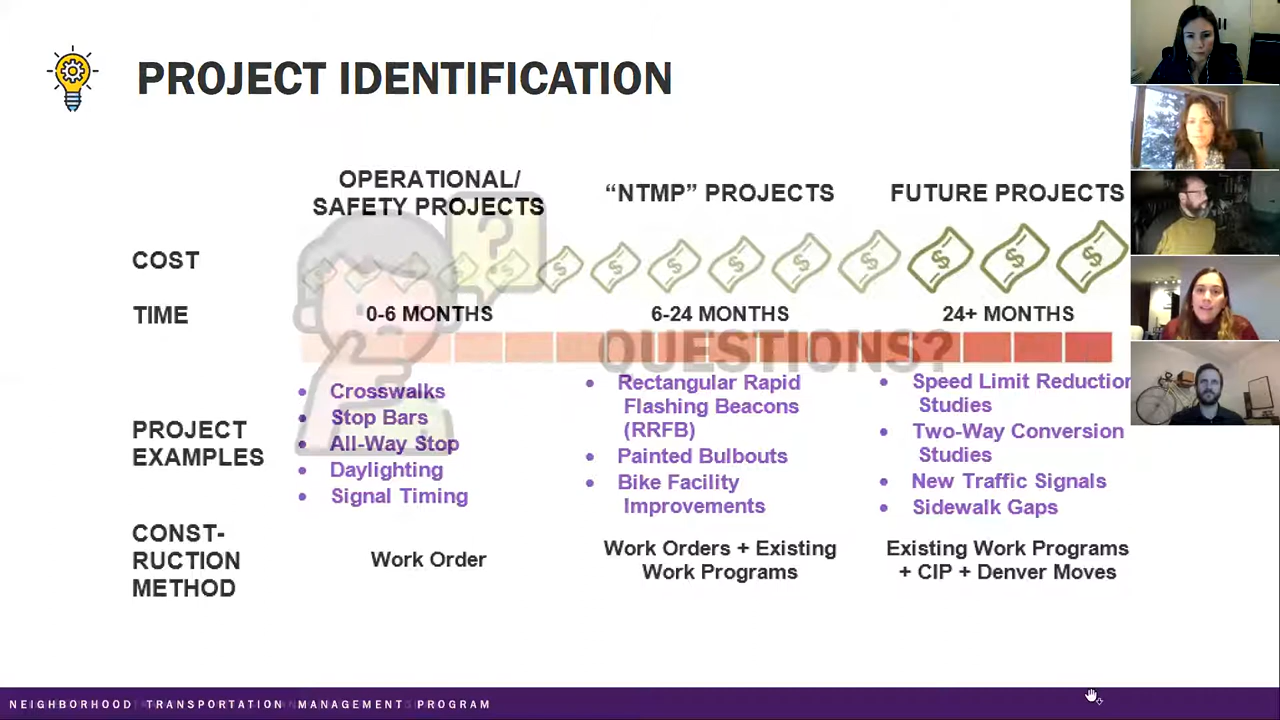 PROJECT IDENTIFICATION
OPERATIONAL/
SAFETY PROJECTS
"NTMP" PROJECTS
FUTURE PROJECTS
COST
TIME
0-6 MONTHS
6-24 MONTHS
24+ MONTHS
QUESTIONS?
PROJECT
EXAMPLES
• Crosswalks
• Stop Bars
• All-Way Stop
• Daylighting
• Signal Timing
• Rectangular Rapid
Flashing Beacons
(RRFB)
• Painted Bulbouts
• Bike Facility
Improvements
• Speed Limit Reduction
Studies
• Two-Way Conversion
Studies
• New Traffic Signals
• Sidewalk Gaps
CONST-
RUCTION
METHOD
Work Order
Work Orders + Existing
Work Programs
Existing Work Programs
+ CIP + Denver Moves
NEIGHBORHOOD TRANSPORTATION MANAGEMENT PROGRAM